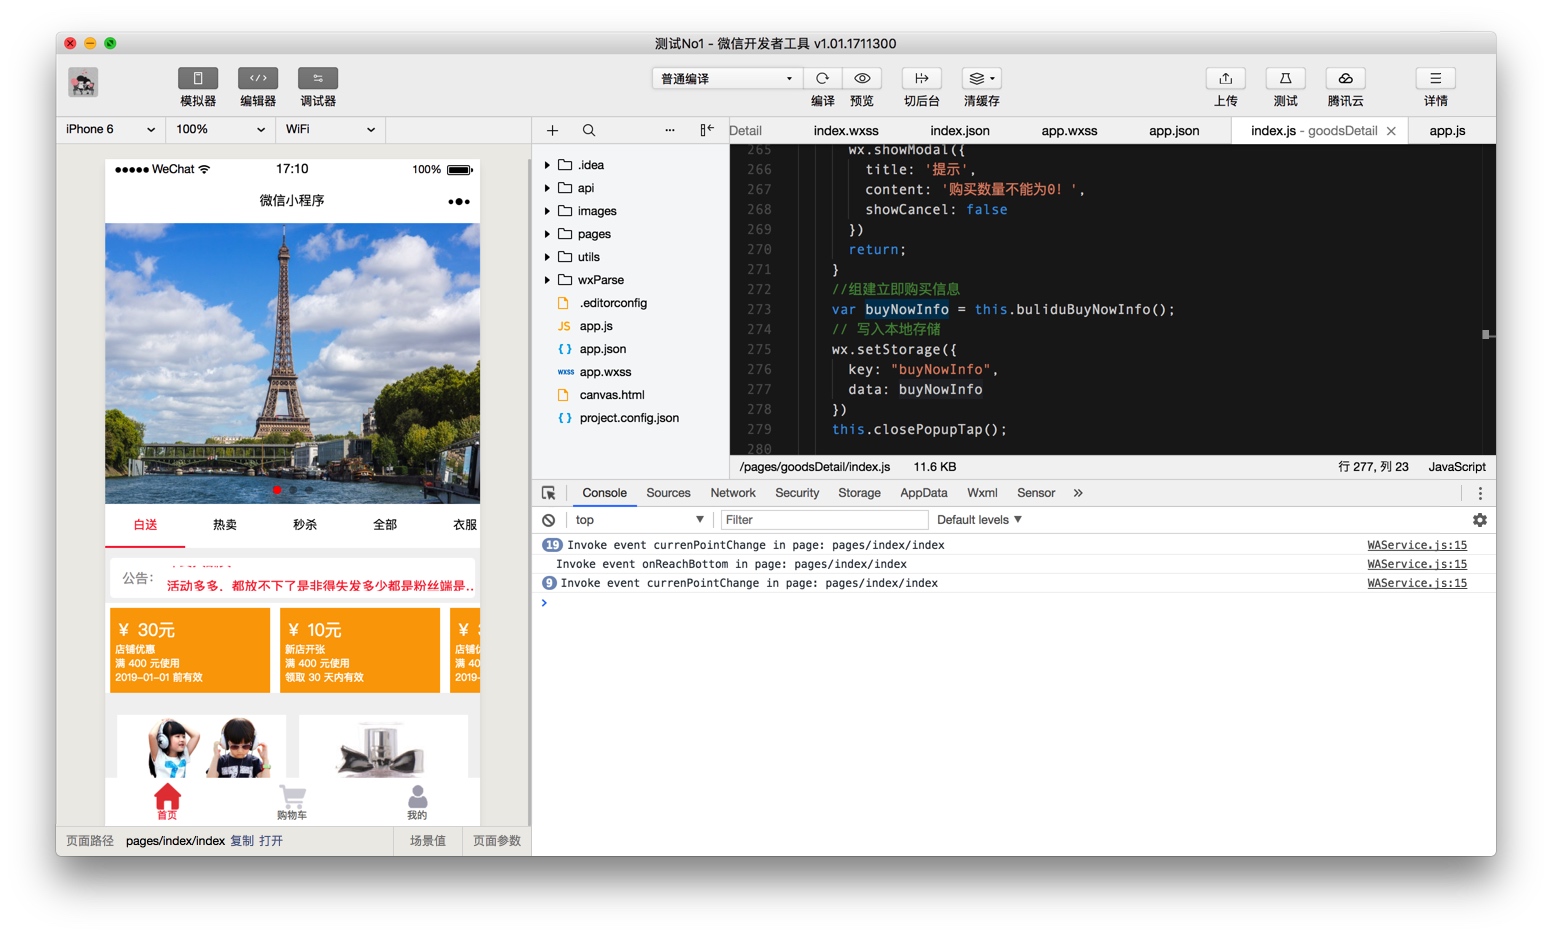 测试No1 - 微信开发者工具 v1.01.1711300
模拟器 编辑器 调试器
普通编译
编译 预览 切后台 清缓存
上传 测试 腾讯云 详情
iPhone 6 100% WiFi
WeChat 17:10 100%
微信小程序
白送 热卖 秒杀 全部 衣服
公告：
活动多多，都放不下了是非得失发多少都是粉丝端是...
¥ 30元
店铺优惠
满 400 元使用
2019-01-01 前有效
¥ 10元
新店开张
满 400 元使用
领取 30 天内有效
¥
店铺
满 40
2019
首页 购物车 我的
页面路径 pages/index/index 复制 打开 场景值 页面参数
.idea
api
images
pages
utils
wxParse
.editorconfig
JS app.js
{ } app.json
wxss app.wxss
canvas.html
{ } project.config.json
Detail index.wxss index.json app.wxss app.json index.js - goodsDetail app.js
265 wx.showModal({
266 title: '提示',
267 content: '购买数量不能为0！',
268 showCancel: false
269 })
270 return;
271 }
272 //组建立即购买信息
273 var buyNowInfo = this.buliduBuyNowInfo();
274 // 写入本地存储
275 wx.setStorage({
276 key: "buyNowInfo",
277 data: buyNowInfo
278 })
279 this.closePopupTap();
280
/pages/goodsDetail/index.js 11.6 KB 行 277, 列 23 JavaScript
Console Sources Network Security Storage AppData Wxml Sensor »
top Filter Default levels
19 Invoke event currenPointChange in page: pages/index/index WAService.js:15
Invoke event onReachBottom in page: pages/index/index WAService.js:15
9 Invoke event currenPointChange in page: pages/index/index WAService.js:15
>